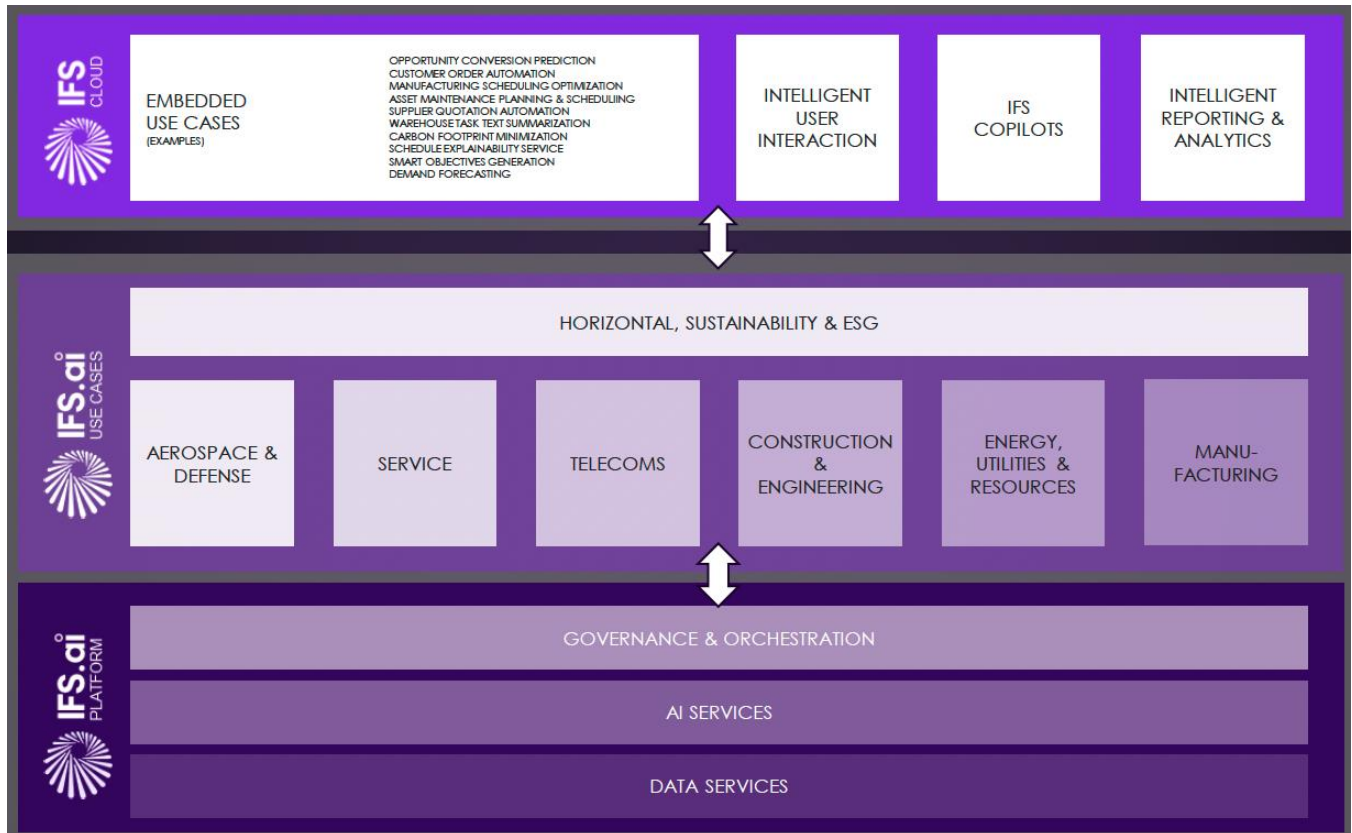 IFS
CLOUD
EMBEDDED
USE CASES
(EXAMPLES)
OPPORTUNITY CONVERSION PREDICTION
CUSTOMER ORDER AUTOMATION
MANUFACTURING SCHEDULING OPTIMIZATION
ASSET MAINTENANCE PLANNING & SCHEDULIING
SUPPLIER QUOTATION AUTOMATION
WAREHOUSE TASK TEXT SUMMARIZATION
CARBON FOOTPRINT MINIMIZATION
SCHEDULE EXPLAINABILITY SERVICE
SMART OBJECTIVES GENERATION
DEMAND FORECASTING
INTELLIGENT
USER
INTERACTION
IFS
COPILOTS
INTELLIGENT
REPORTING &
ANALYTICS
IFS.ai
USE CASES
HORIZONTAL, SUSTAINABILITY & ESG
AEROSPACE &
DEFENSE
SERVICE
TELECOMS
CONSTRUCTION
&
ENGINEERING
ENERGY,
UTILITIES &
RESOURCES
MANU-
FACTURING
IFS.ai
PLATFORM
GOVERNANCE & ORCHESTRATION
AI SERVICES
DATA SERVICES